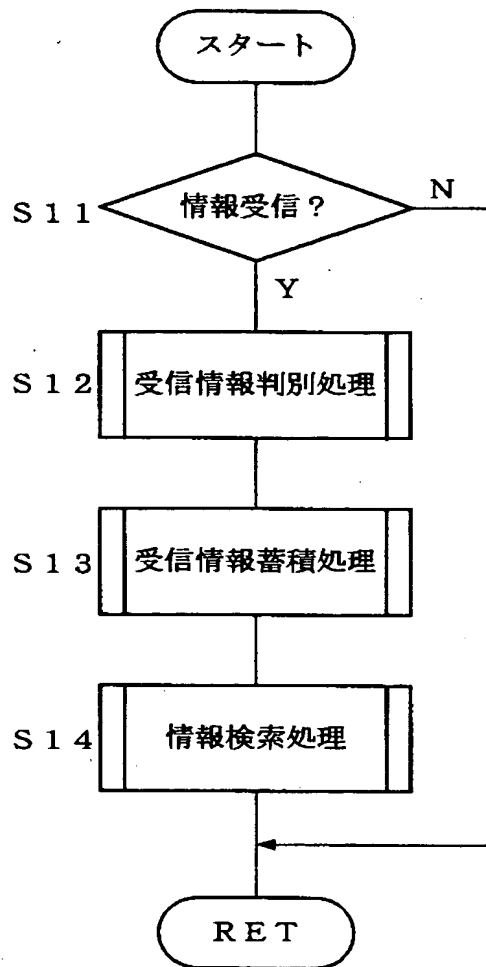 スタート
S11
情報受信?
N
Y
S12
受信情報判別処理
S13
受信情報蓄積処理
S14
情報検索処理
RET